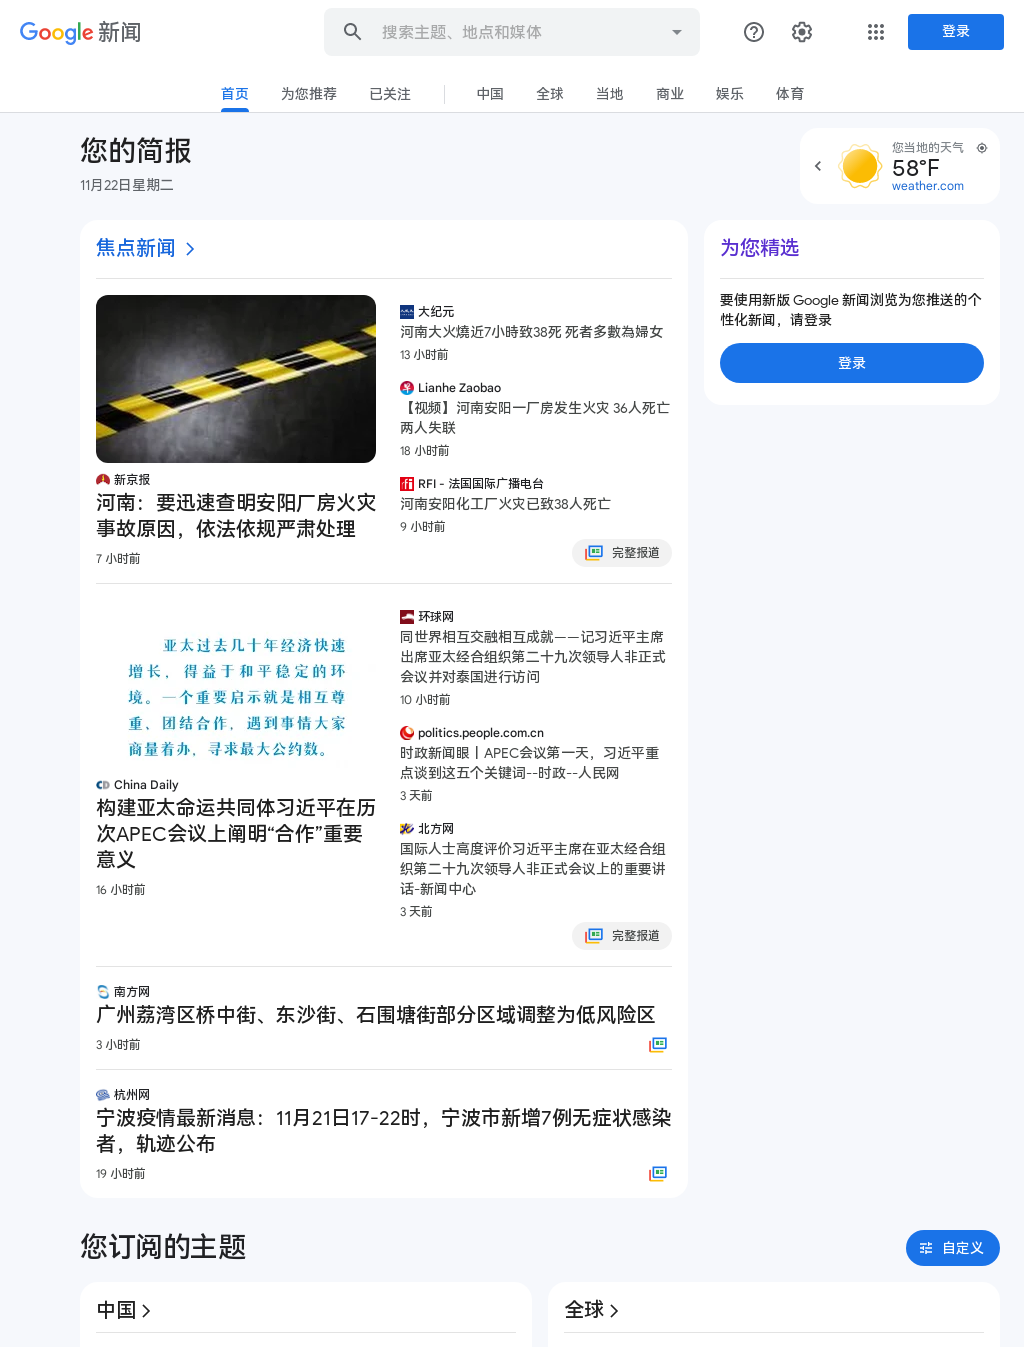 Google 新闻
搜索主题、地点和媒体
登录
首页
为您推荐
已关注
中国
全球
当地
商业
娱乐
体育
您的简报
11月22日星期二
您当地的天气
58°F
weather.com
焦点新闻
新京报
河南：要迅速查明安阳厂房火灾
事故原因，依法依规严肃处理
7 小时前
大纪元
河南大火燒近7小時致38死 死者多數為婦女
13 小时前
Lianhe Zaobao
【视频】河南安阳一厂房发生火灾 36人死亡
两人失联
18 小时前
RFI - 法国国际广播电台
河南安阳化工厂火灾已致38人死亡
9 小时前
完整报道
亚太过去几十年经济快速
增长，得益于和平稳定的环
境。一个重要启示就是相互尊
重、团结合作，遇到事情大家
商量着办，寻求最大公约数。
China Daily
构建亚太命运共同体习近平在历
次APEC会议上阐明“合作”重要
意义
16 小时前
环球网
同世界相互交融相互成就——记习近平主席
出席亚太经合组织第二十九次领导人非正式
会议并对泰国进行访问
10 小时前
politics.people.com.cn
时政新闻眼丨APEC会议第一天，习近平重
点谈到这五个关键词--时政--人民网
3 天前
北方网
国际人士高度评价习近平主席在亚太经合组
织第二十九次领导人非正式会议上的重要讲
话-新闻中心
3 天前
完整报道
南方网
广州荔湾区桥中街、东沙街、石围塘街部分区域调整为低风险区
3 小时前
杭州网
宁波疫情最新消息：11月21日17-22时，宁波市新增7例无症状感染
者，轨迹公布
19 小时前
为您精选
要使用新版 Google 新闻浏览为您推送的个
性化新闻，请登录
登录
您订阅的主题
自定义
中国
全球